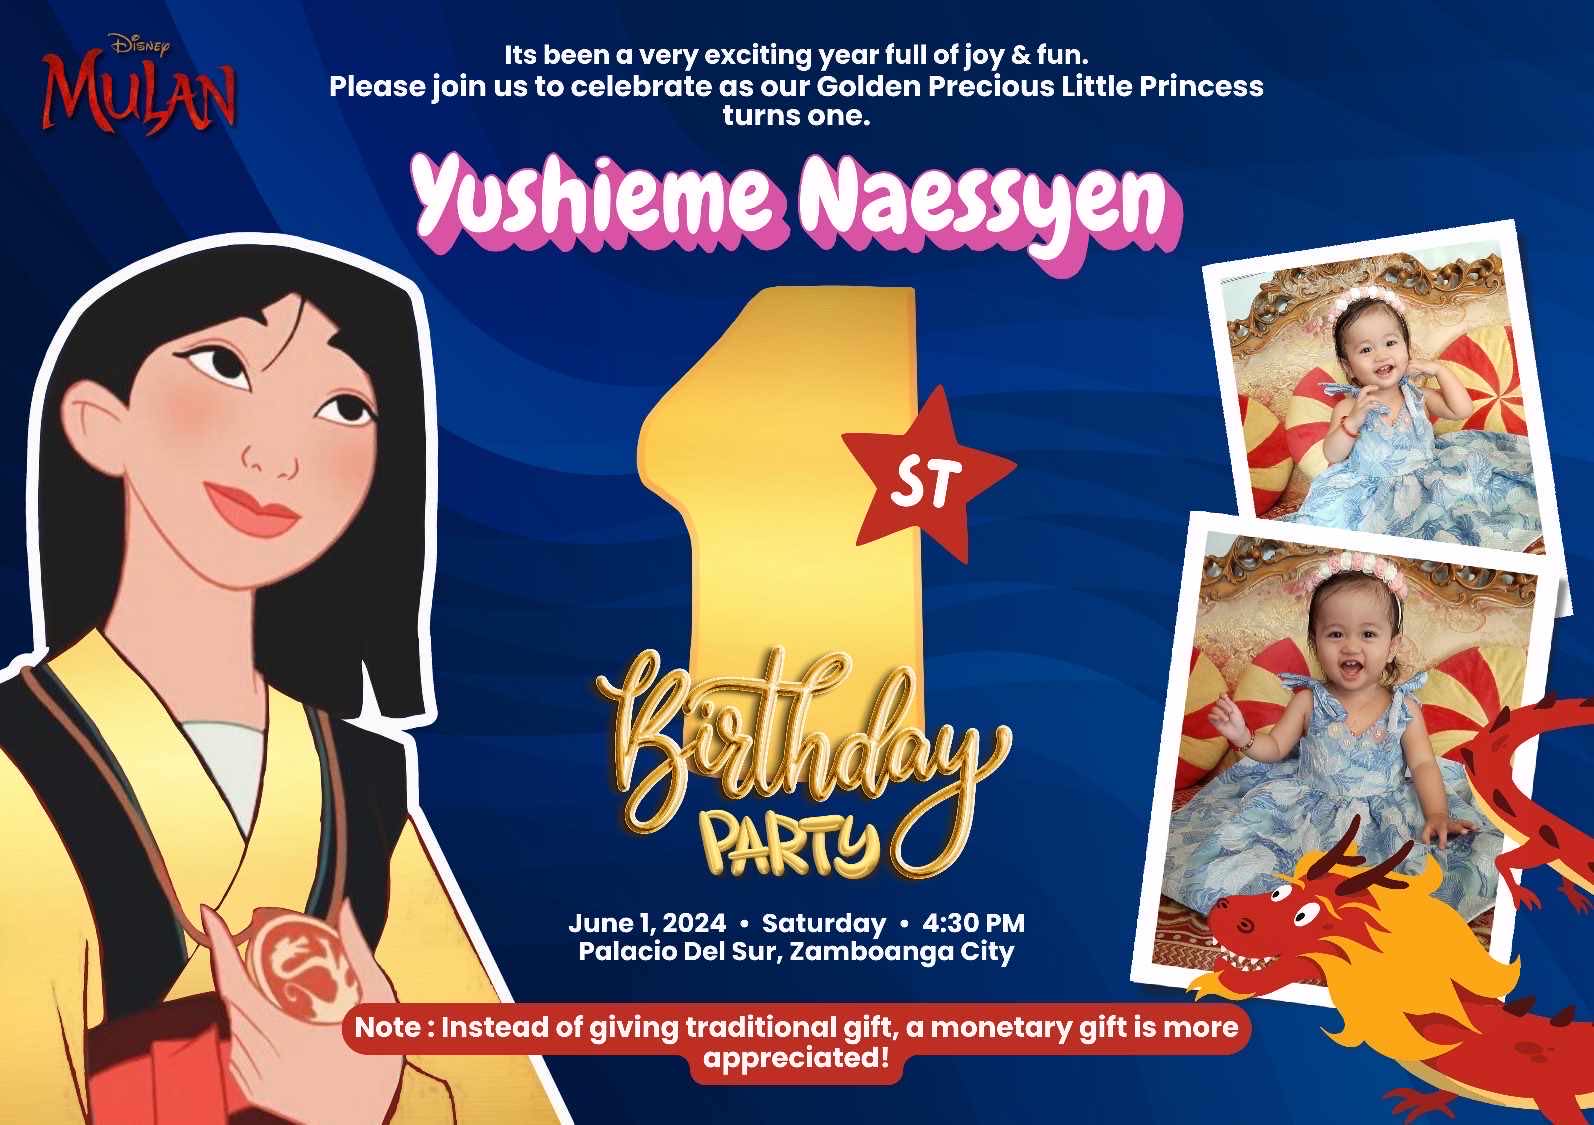 Disney
MULAN
Its been a very exciting year full of joy & fun.
Please join us to celebrate as our Golden Precious Little Princess
turns one.
Yushieme Naessyen
1
ST
Birthday
PARTY
June 1, 2024 • Saturday • 4:30 PM
Palacio Del Sur, Zamboanga City
Note : Instead of giving traditional gift, a monetary gift is more
appreciated!